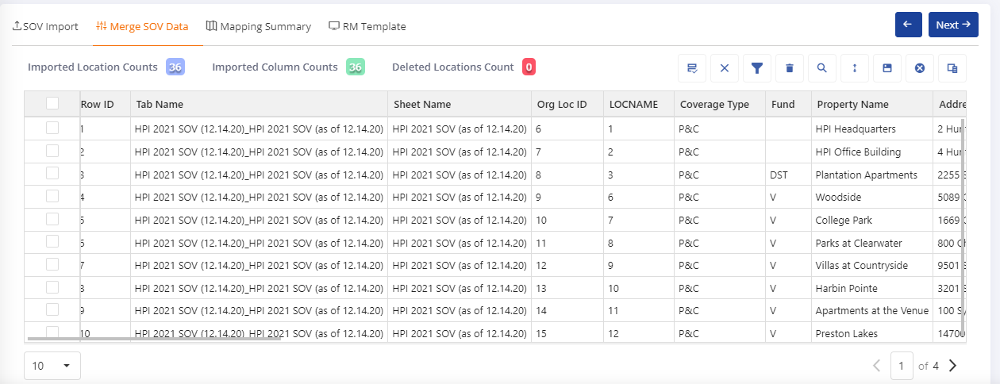 SOV Import Merge SOV Data Mapping Summary RM Template Next
Imported Location Counts 36 Imported Column Counts 36 Deleted Locations Count 0
Row ID Tab Name Sheet Name Org Loc ID LOCNAME Coverage Type Fund Property Name Addre
1 HPI 2021 SOV (12.14.20)_HPI 2021 SOV (as of 12.14.20) HPI 2021 SOV (as of 12.14.20) 6 1 P&C HPI Headquarters 2 Hun
2 HPI 2021 SOV (12.14.20)_HPI 2021 SOV (as of 12.14.20) HPI 2021 SOV (as of 12.14.20) 7 2 P&C HPI Office Building 4 Hun
3 HPI 2021 SOV (12.14.20)_HPI 2021 SOV (as of 12.14.20) HPI 2021 SOV (as of 12.14.20) 8 3 P&C DST Plantation Apartments 2255
4 HPI 2021 SOV (12.14.20)_HPI 2021 SOV (as of 12.14.20) HPI 2021 SOV (as of 12.14.20) 9 6 P&C V Woodside 5089
5 HPI 2021 SOV (12.14.20)_HPI 2021 SOV (as of 12.14.20) HPI 2021 SOV (as of 12.14.20) 10 7 P&C V College Park 1669
6 HPI 2021 SOV (12.14.20)_HPI 2021 SOV (as of 12.14.20) HPI 2021 SOV (as of 12.14.20) 11 8 P&C V Parks at Clearwater 800
7 HPI 2021 SOV (12.14.20)_HPI 2021 SOV (as of 12.14.20) HPI 2021 SOV (as of 12.14.20) 12 9 P&C V Villas at Countryside 9501
8 HPI 2021 SOV (12.14.20)_HPI 2021 SOV (as of 12.14.20) HPI 2021 SOV (as of 12.14.20) 13 10 P&C V Harbin Pointe 3201
9 HPI 2021 SOV (12.14.20)_HPI 2021 SOV (as of 12.14.20) HPI 2021 SOV (as of 12.14.20) 14 11 P&C V Apartments at the Venue 100
10 HPI 2021 SOV (12.14.20)_HPI 2021 SOV (as of 12.14.20) HPI 2021 SOV (as of 12.14.20) 15 12 P&C V Preston Lakes 14700
10 1 of 4